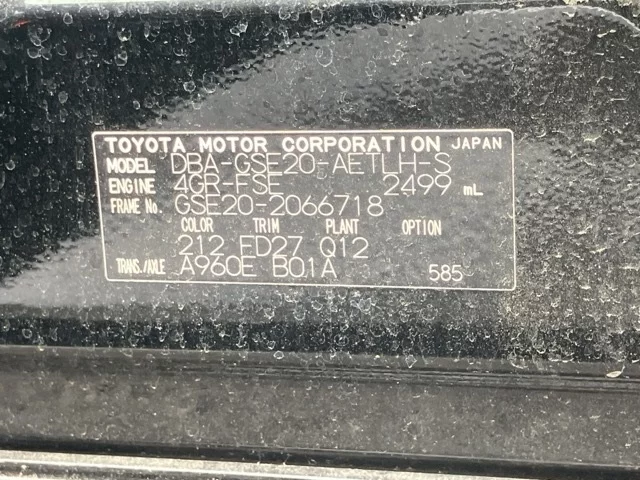 TOYOTA MOTOR CORPORATION JAPAN
MODEL DBA-GSE20-AETLH-S
ENGINE 4GR-FSE 2499 mL
FRAME No. GSE20-2066718
COLOR TRIM PLANT OPTION
212 FD27 Q12
TRANS./AXLE A960E B01A 585